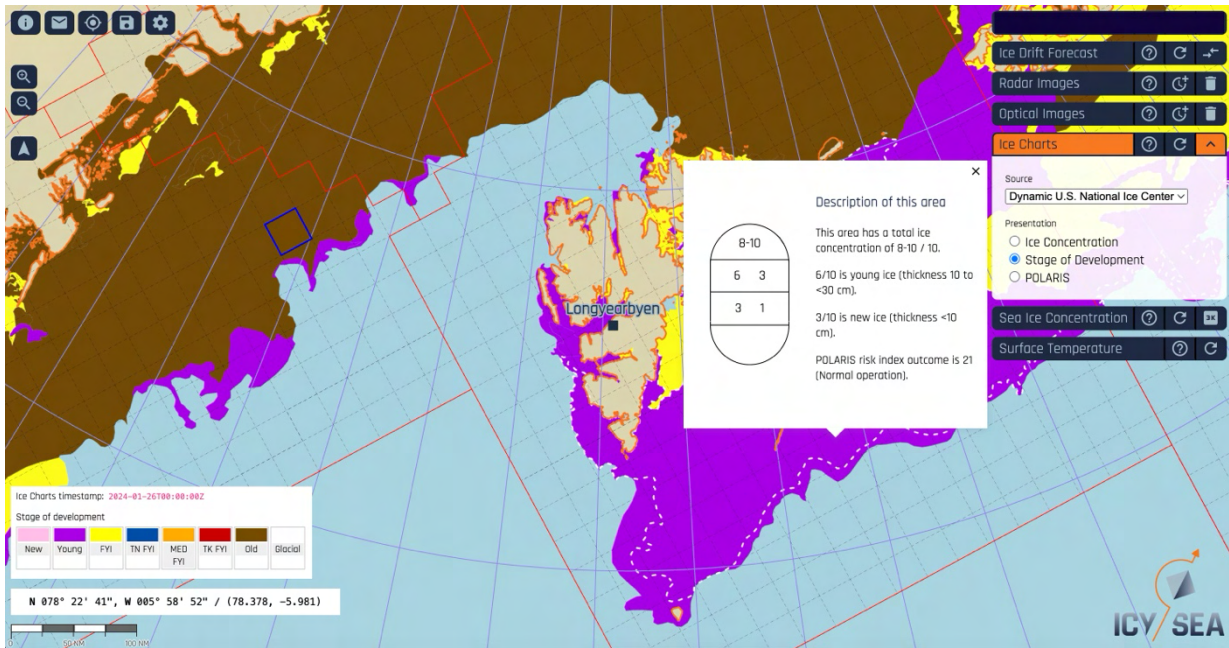 Ice Drift Forecast
Radar Images
Optical Images
Ice Charts
Source
Dynamic U.S. National Ice Center
Presentation
Ice Concentration
Stage of Development
POLARIS
Sea Ice Concentration
3K
Surface Temperature
Longyearbyen
8-10
6 3
3 1
Description of this area
This area has a total ice
concentration of 8-10 / 10.
6/10 is young ice (thickness 10 to
<30 cm).
3/10 is new ice (thickness <10
cm).
POLARIS risk index outcome is 21
(Normal operation).
Ice Charts timestamp: 2024-01-26T00:00:00Z
Stage of development
New Young FYI TN FYI MED FYI TK FYI Old Glacial
N 078° 22' 41", W 005° 58' 52" / (78.378, -5.981)
0 50 NM 100 NM
ICY SEA